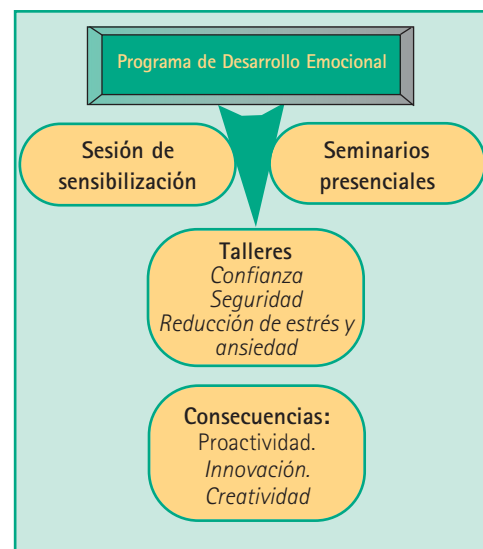 Programa de Desarrollo Emocional
Sesión de
sensibilización
Seminarios
presenciales
Talleres
Confianza
Seguridad
Reducción de estrés y
ansiedad
Consecuencias:
Proactividad.
Innovación.
Creatividad